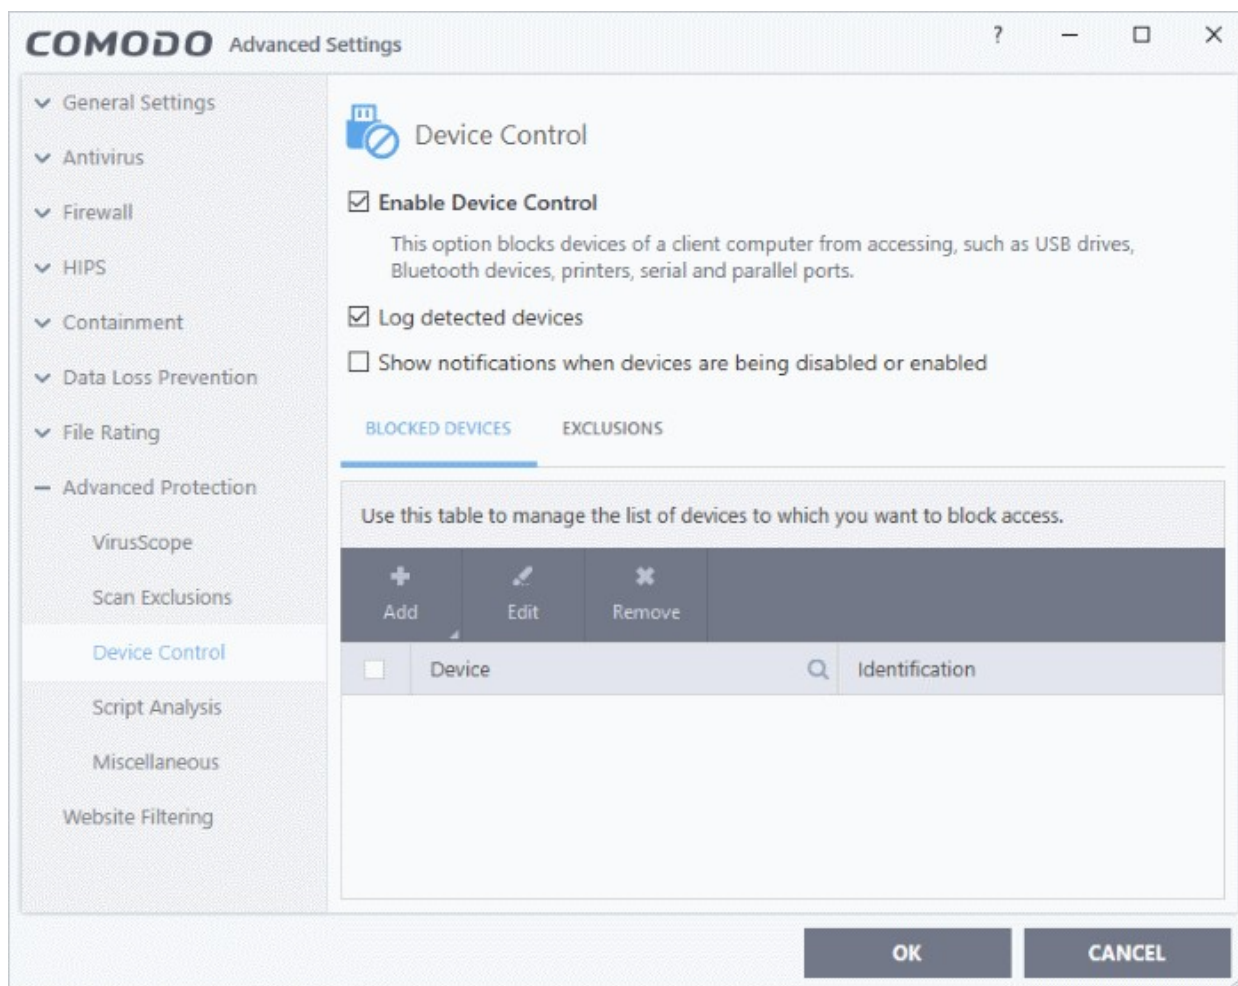 COMODO Advanced Settings ?
General Settings
Antivirus
Firewall
HIPS
Containment
Data Loss Prevention
File Rating
Advanced Protection
VirusScope
Scan Exclusions
Device Control
Script Analysis
Miscellaneous
Website Filtering
Device Control
Enable Device Control
This option blocks devices of a client computer from accessing, such as USB drives,
Bluetooth devices, printers, serial and parallel ports.
Log detected devices
Show notifications when devices are being disabled or enabled
BLOCKED DEVICES EXCLUSIONS
Use this table to manage the list of devices to which you want to block access.
Add Edit Remove
Device Identification
OK CANCEL